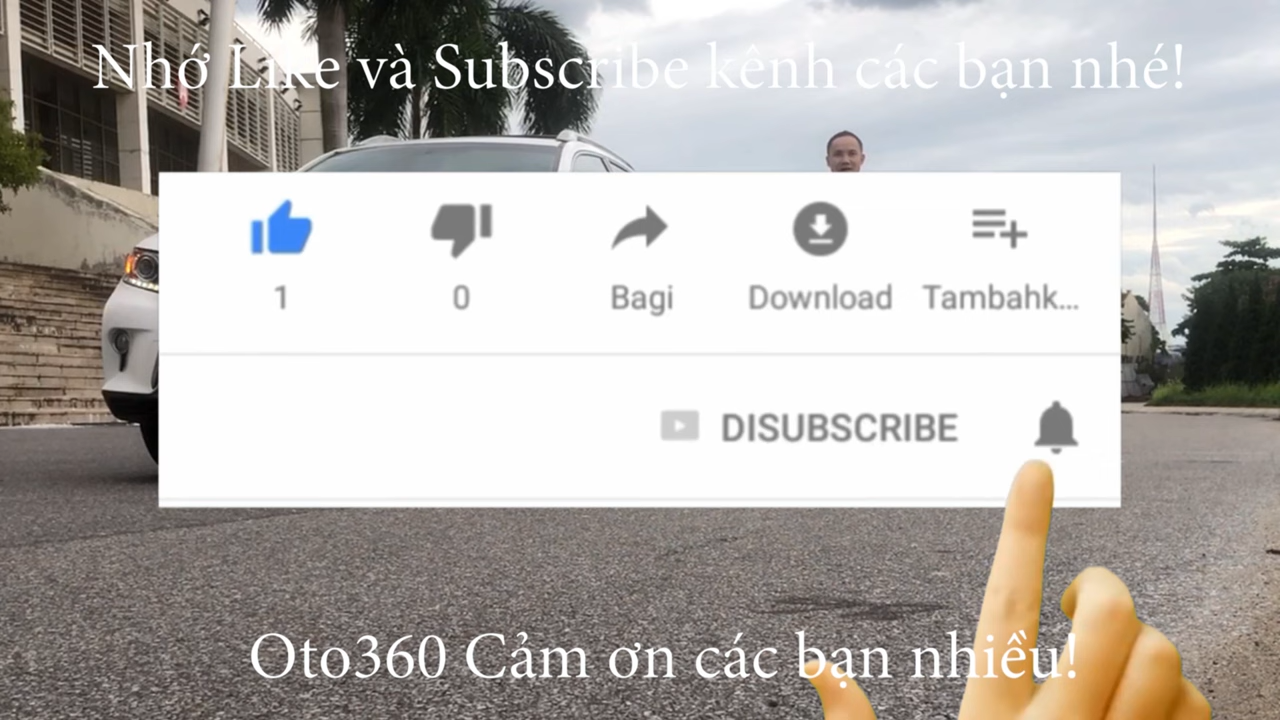 Nhớ Like và Subscribe kênh các bạn nhé!
1 0 Bagi Download Tambahk...
DISUBSCRIBE
Oto360 Cảm ơn các bạn nhiều!